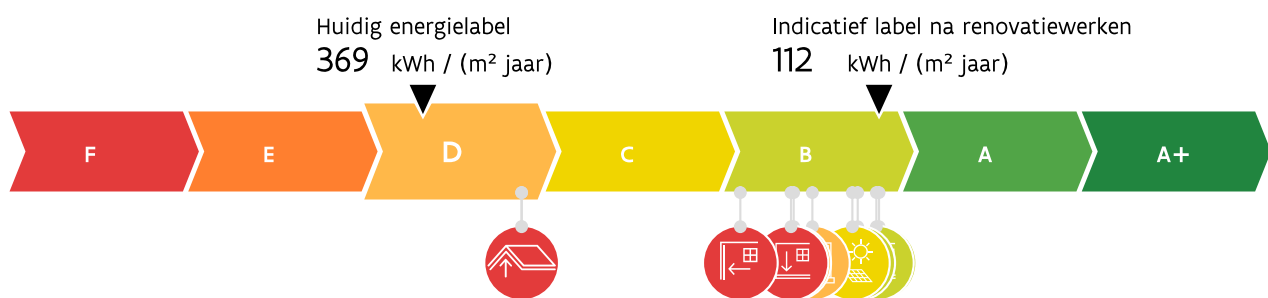 Huidig energielabel
369 kWh / (m² jaar)
Indicatief label na renovatiewerken
112 kWh / (m² jaar)
F E D C B A A+